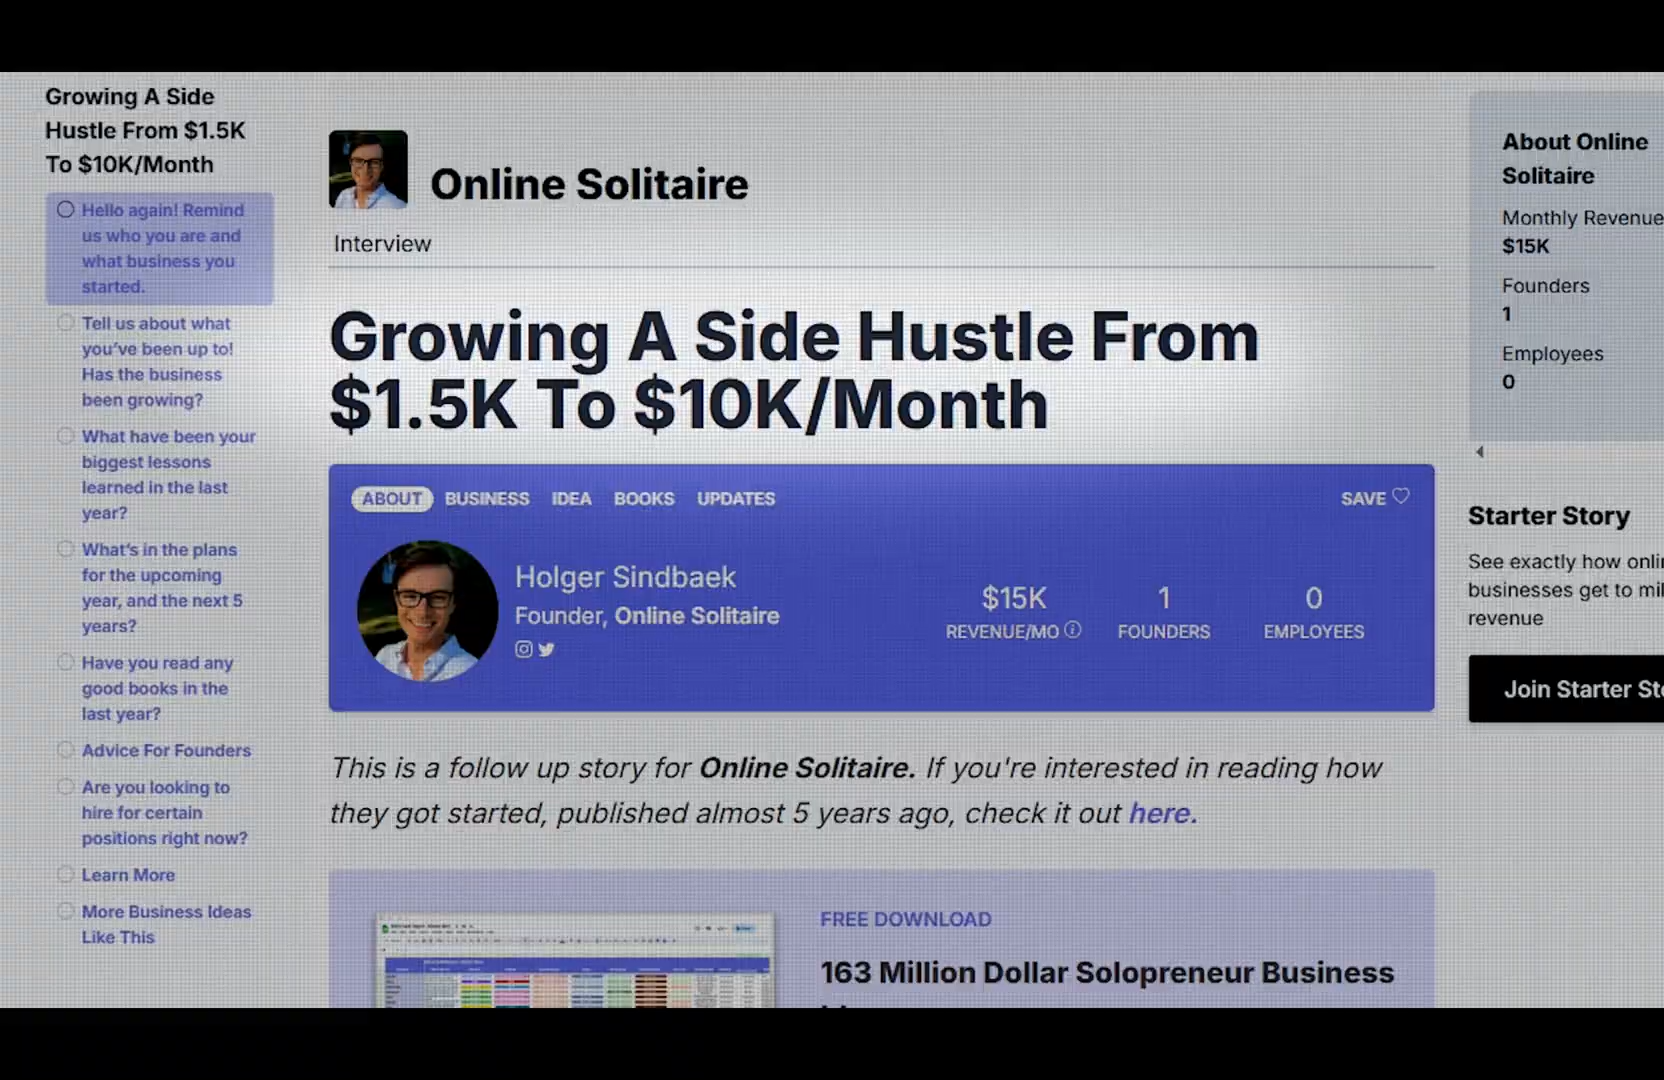 Growing A Side
Hustle From $1.5K
To $10K/Month
Hello again! Remind
us who you are and
what business you
started.
Tell us about what
you've been up to!
Has the business
been growing?
What have been your
biggest lessons
learned in the last
year?
What's in the plans
for the upcoming
year, and the next 5
years?
Have you read any
good books in the
last year?
Advice For Founders
Are you looking to
hire for certain
positions right now?
Learn More
More Business Ideas
Like This
Online Solitaire
Interview
Growing A Side Hustle From
$1.5K To $10K/Month
ABOUT BUSINESS IDEA BOOKS UPDATES SAVE
Holger Sindbaek
Founder, Online Solitaire
$15K 1 0
REVENUE/MO FOUNDERS EMPLOYEES
This is a follow up story for Online Solitaire. If you're interested in reading how
they got started, published almost 5 years ago, check it out here.
FREE DOWNLOAD
163 Million Dollar Solopreneur Business
About Online
Solitaire
Monthly Revenue
$15K
Founders
1
Employees
0
Starter Story
See exactly how onli
businesses get to mil
revenue
Join Starter Sto